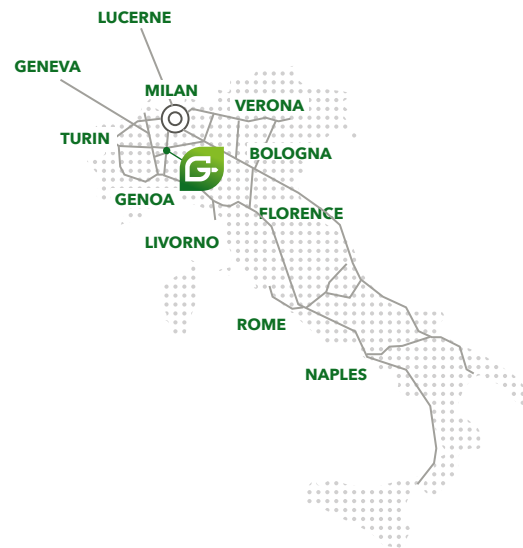 LUCERNE
GENEVA
MILAN
VERONA
TURIN
BOLOGNA
GENOA
FLORENCE
LIVORNO
ROME
NAPLES